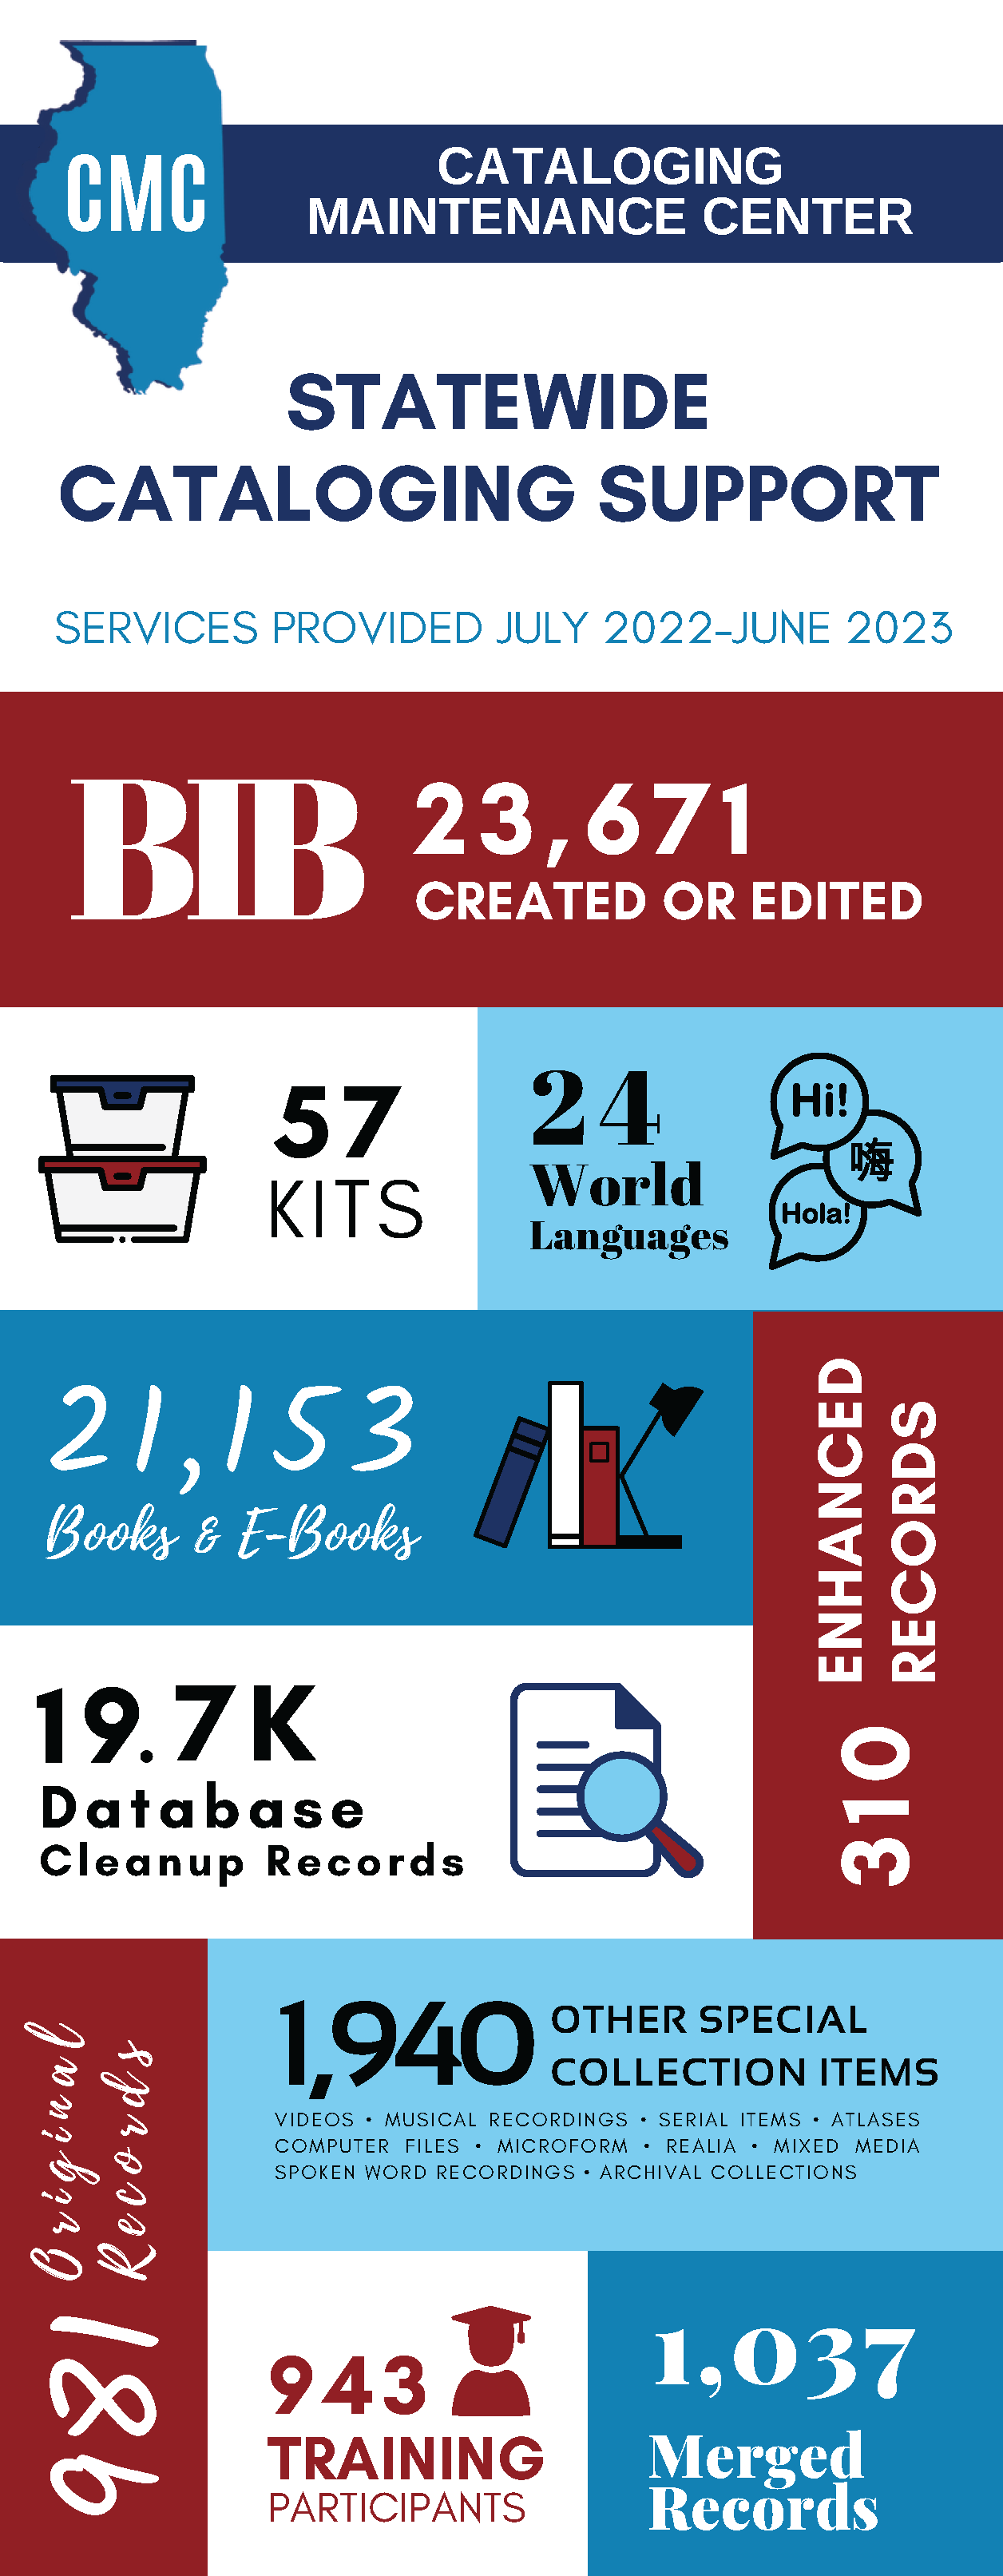 CMC
CATALOGING
MAINTENANCE CENTER
STATEWIDE
CATALOGING SUPPORT
SERVICES PROVIDED JULY 2022-JUNE 2023
BIB
23,671
CREATED OR EDITED
57
KITS
24
World
Languages
Hi!
嗨
Hola!
21,153
Books & E-Books
310 ENHANCED
RECORDS
19.7K
Database
Cleanup Records
981 Original
Records
1,940
OTHER SPECIAL
COLLECTION ITEMS
VIDEOS • MUSICAL RECORDINGS • SERIAL ITEMS • ATLASES
COMPUTER FILES • MICROFORM • REALIA • MIXED MEDIA
SPOKEN WORD RECORDINGS • ARCHIVAL COLLECTIONS
943
TRAINING
PARTICIPANTS
1,037
Merged
Records